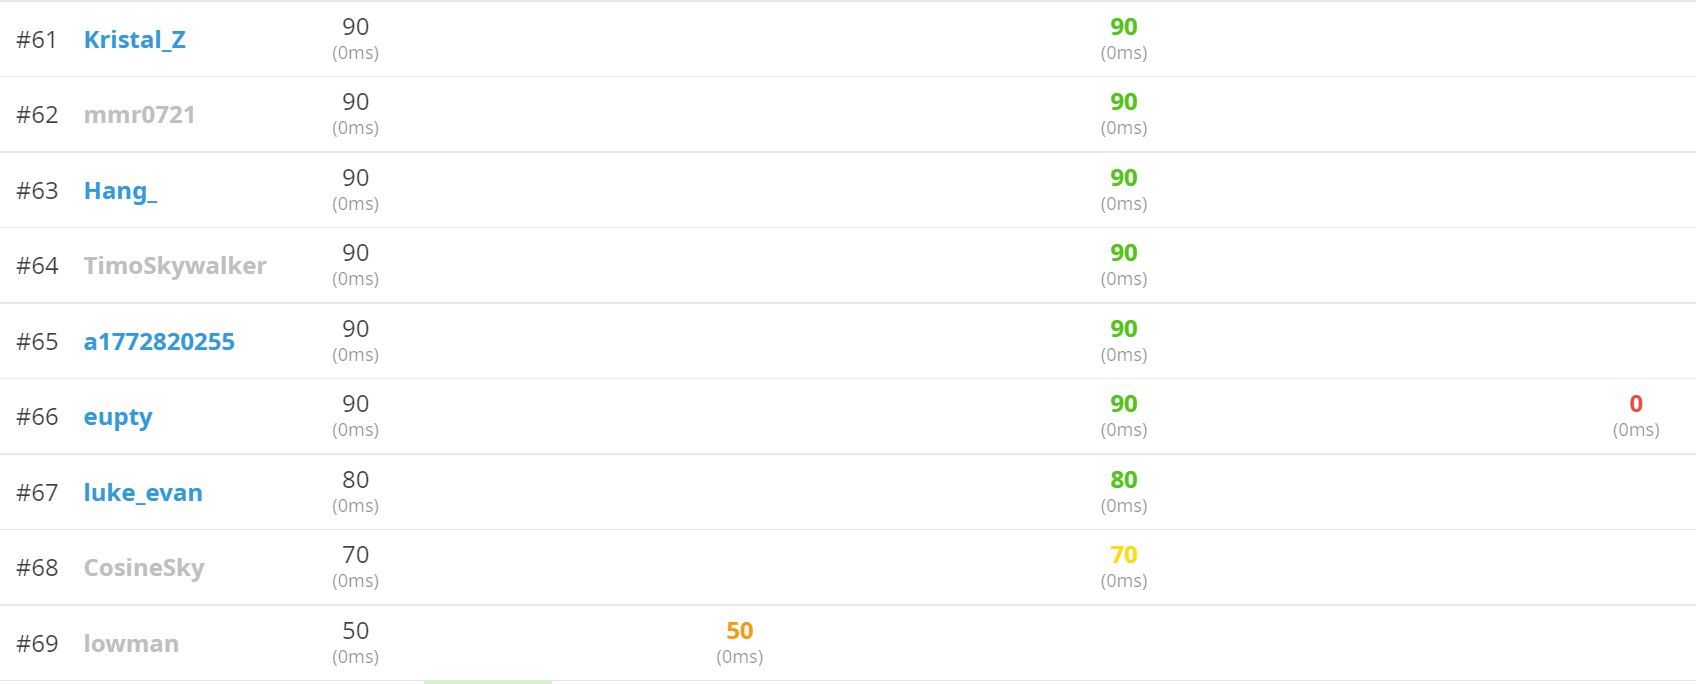 #61 Kristal_Z 90 90
(0ms) (0ms)
#62 mmr0721 90 90
(0ms) (0ms)
#63 Hang_ 90 90
(0ms) (0ms)
#64 TimoSkywalker 90 90
(0ms) (0ms)
#65 a1772820255 90 90
(0ms) (0ms)
#66 eupty 90 90 0
(0ms) (0ms) (0ms)
#67 luke_evan 80 80
(0ms) (0ms)
#68 CosineSky 70 70
(0ms) (0ms)
#69 lowman 50 50
(0ms) (0ms)